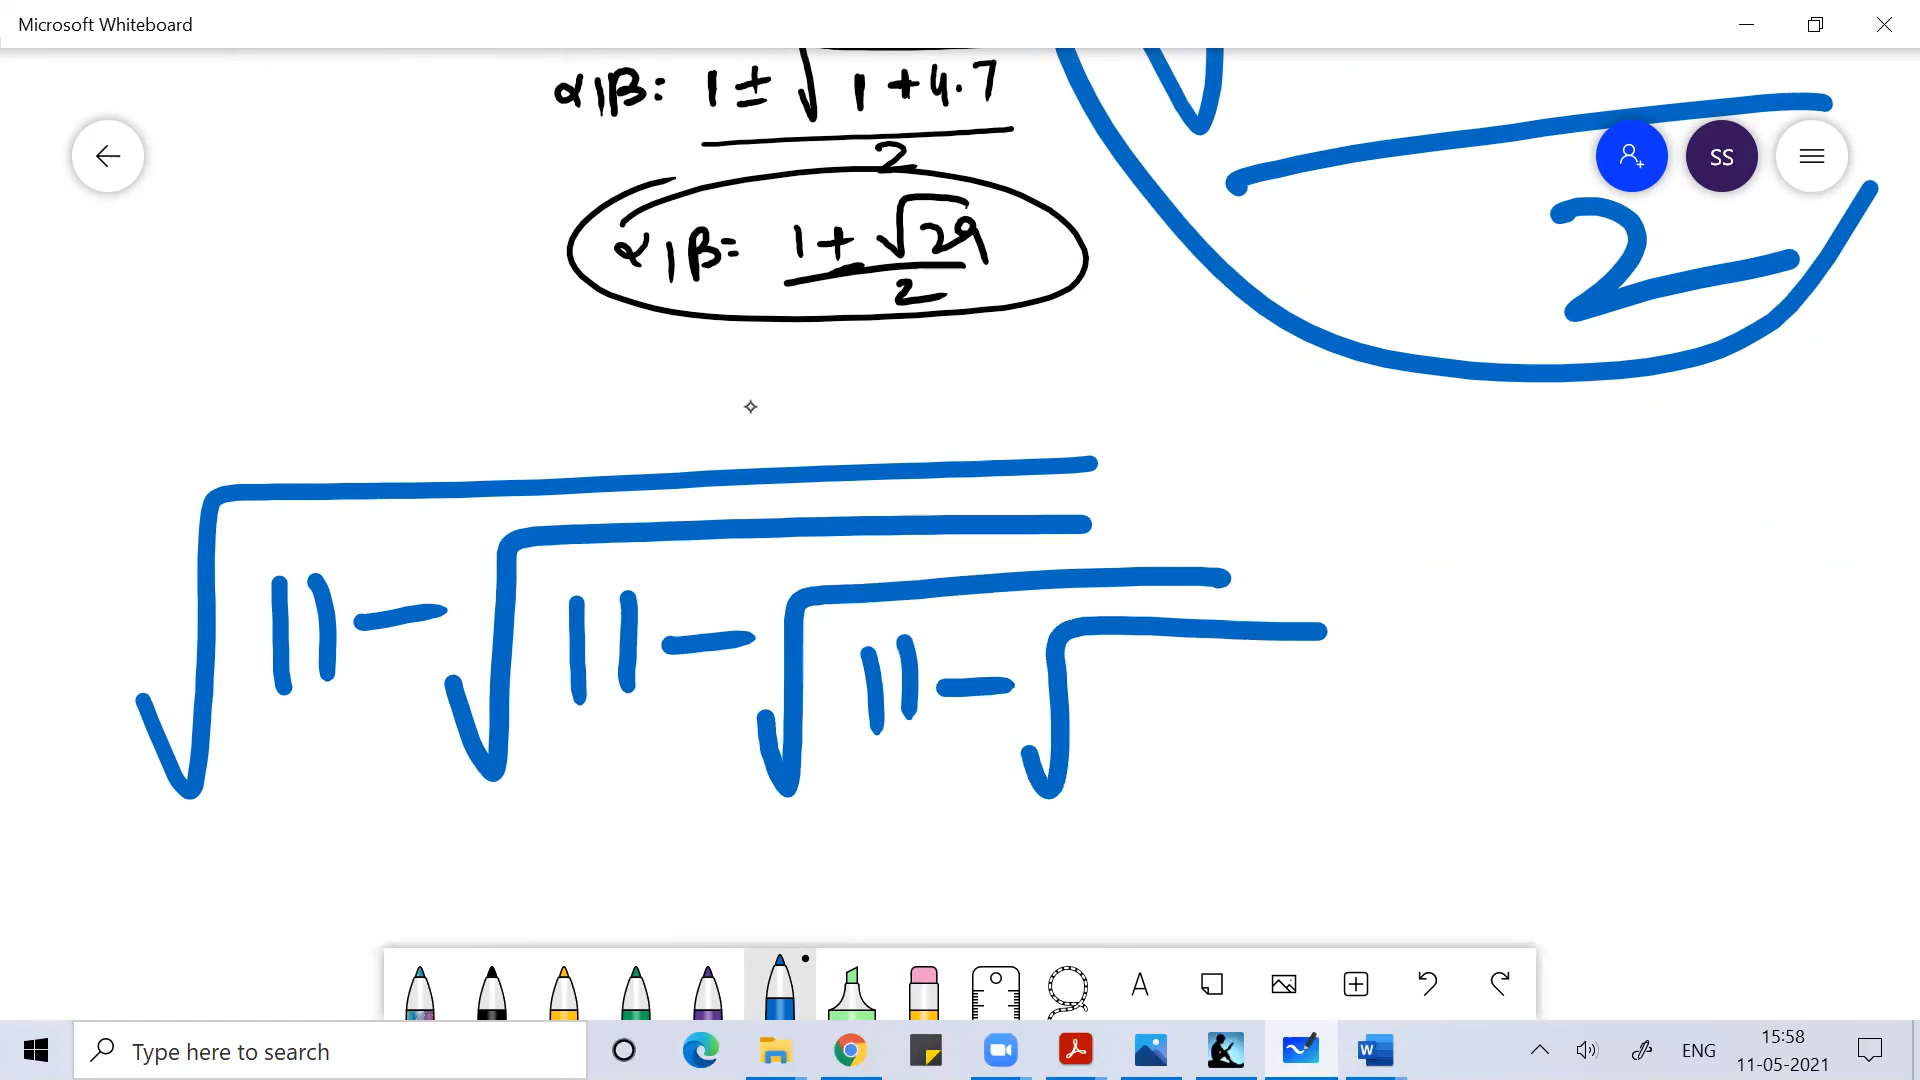 Microsoft Whiteboard
α|β: 1 ± √1 + 4.7
2
α|β= 1 + √29
2
2
SS
√11 - √11 - √11 - √
A
Type here to search
ENG
15:58
11-05-2021